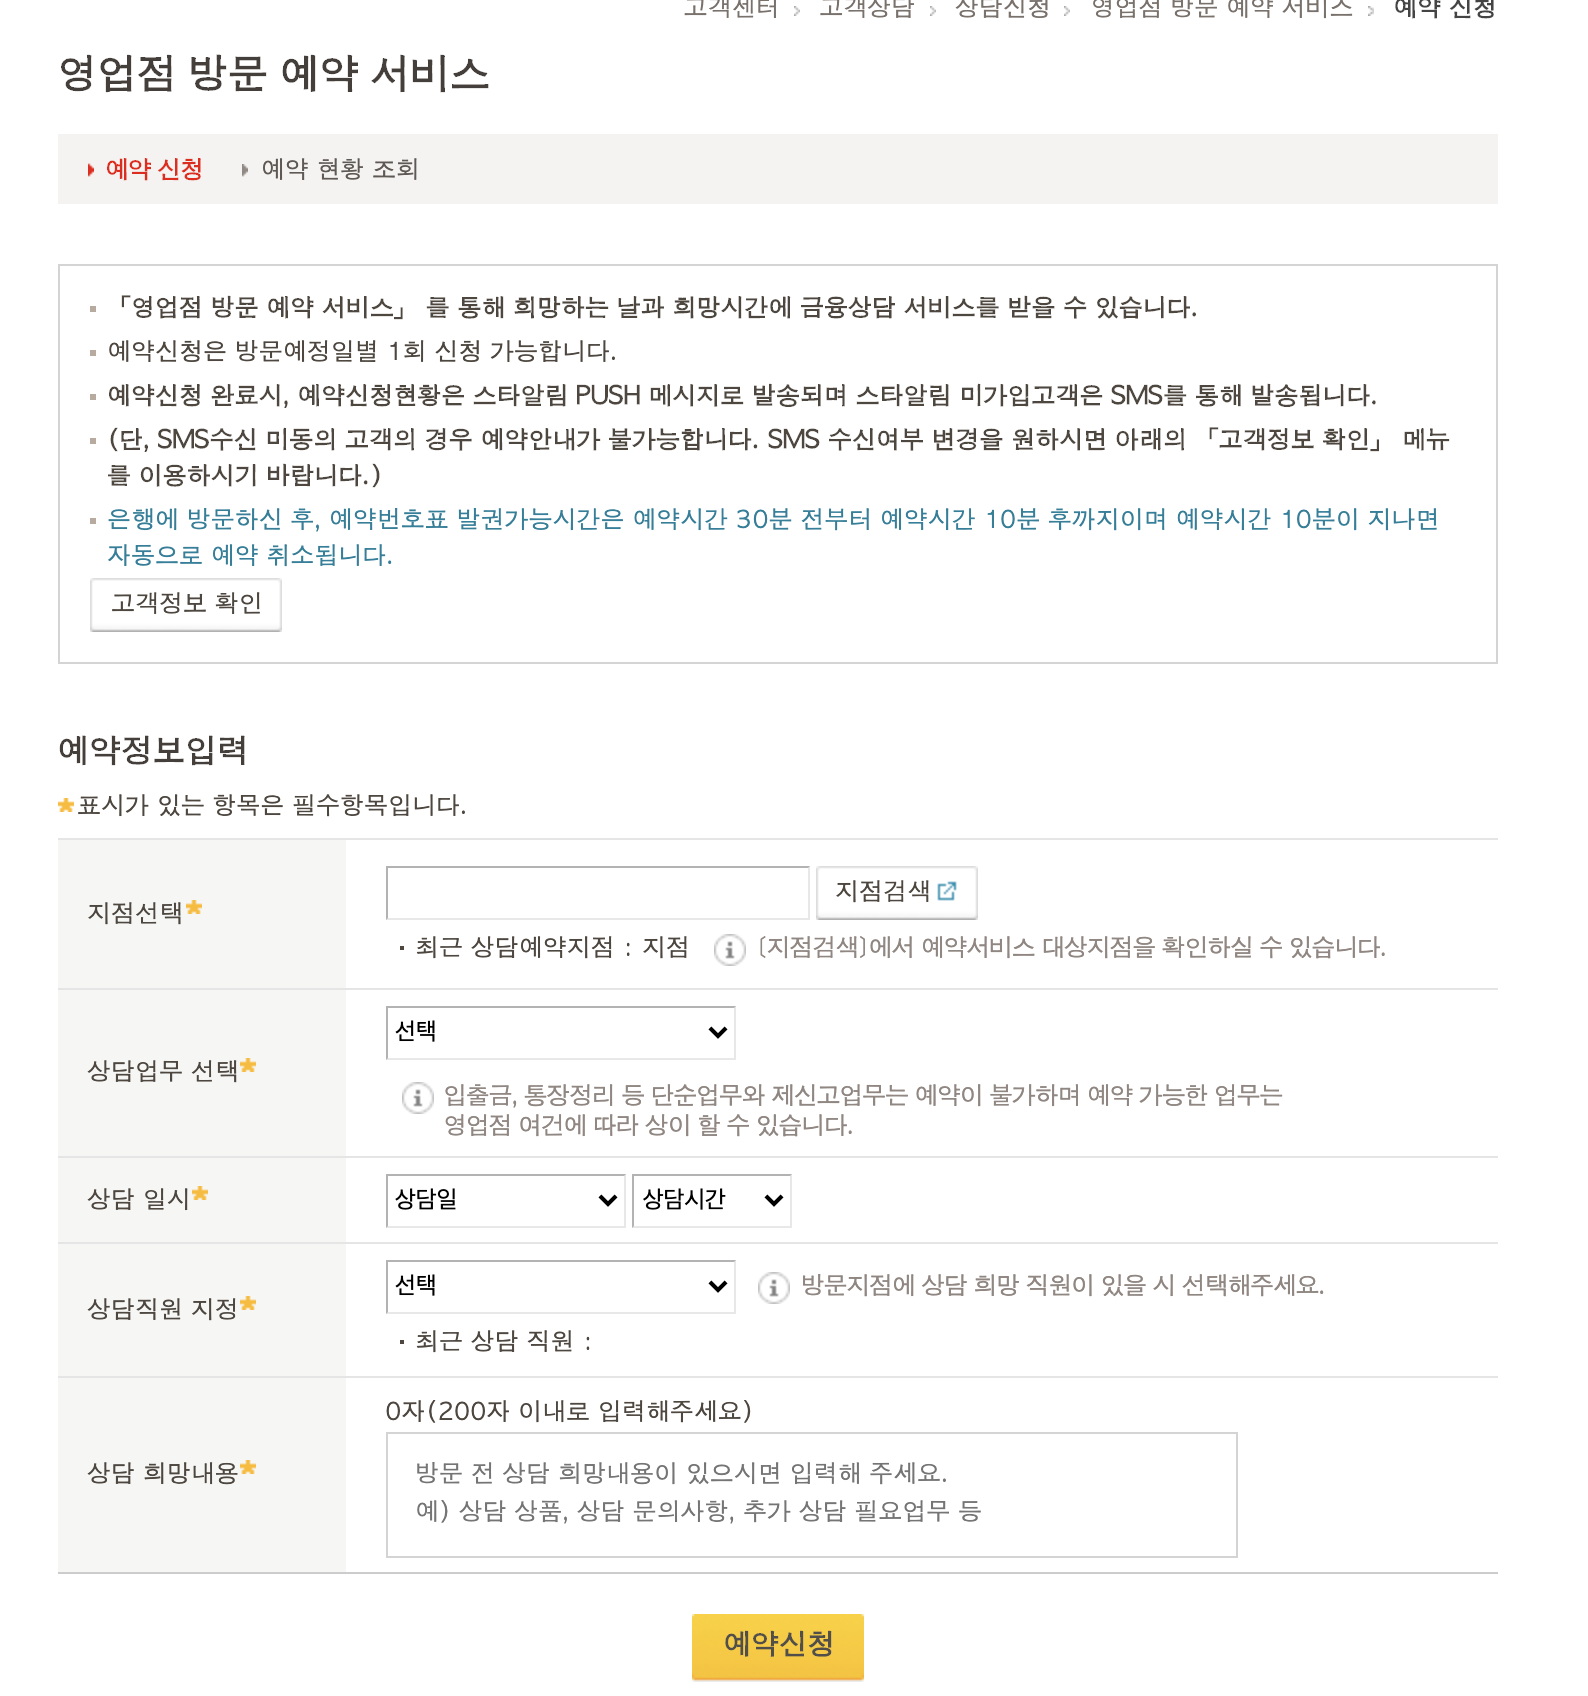 고객센터 > 고객상담 > 상담신청 > 영업점 방문 예약 서비스 > 예약 신청
영업점 방문 예약 서비스
예약 신청 예약 현황 조회
「영업점 방문 예약 서비스」 를 통해 희망하는 날과 희망시간에 금융상담 서비스를 받을 수 있습니다.
예약신청은 방문예정일별 1회 신청 가능합니다.
예약신청 완료시, 예약신청현황은 스타알림 PUSH 메시지로 발송되며 스타알림 미가입고객은 SMS를 통해 발송됩니다.
(단, SMS수신 미동의 고객의 경우 예약안내가 불가능합니다. SMS 수신여부 변경을 원하시면 아래의 「고객정보 확인」 메뉴
를 이용하시기 바랍니다.)
은행에 방문하신 후, 예약번호표 발권가능시간은 예약시간 30분 전부터 예약시간 10분 후까지이며 예약시간 10분이 지나면
자동으로 예약 취소됩니다.
고객정보 확인
예약정보입력
*표시가 있는 항목은 필수항목입니다.
지점선택*
지점검색
· 최근 상담예약지점 : 지점 〔지점검색〕에서 예약서비스 대상지점을 확인하실 수 있습니다.
상담업무 선택*
선택
입출금, 통장정리 등 단순업무와 제신고업무는 예약이 불가하며 예약 가능한 업무는
영업점 여건에 따라 상이 할 수 있습니다.
상담 일시*
상담일 상담시간
상담직원 지정*
선택 방문지점에 상담 희망 직원이 있을 시 선택해주세요.
· 최근 상담 직원 :
상담 희망내용*
0자(200자 이내로 입력해주세요)
방문 전 상담 희망내용이 있으시면 입력해 주세요.
예) 상담 상품, 상담 문의사항, 추가 상담 필요업무 등
예약신청